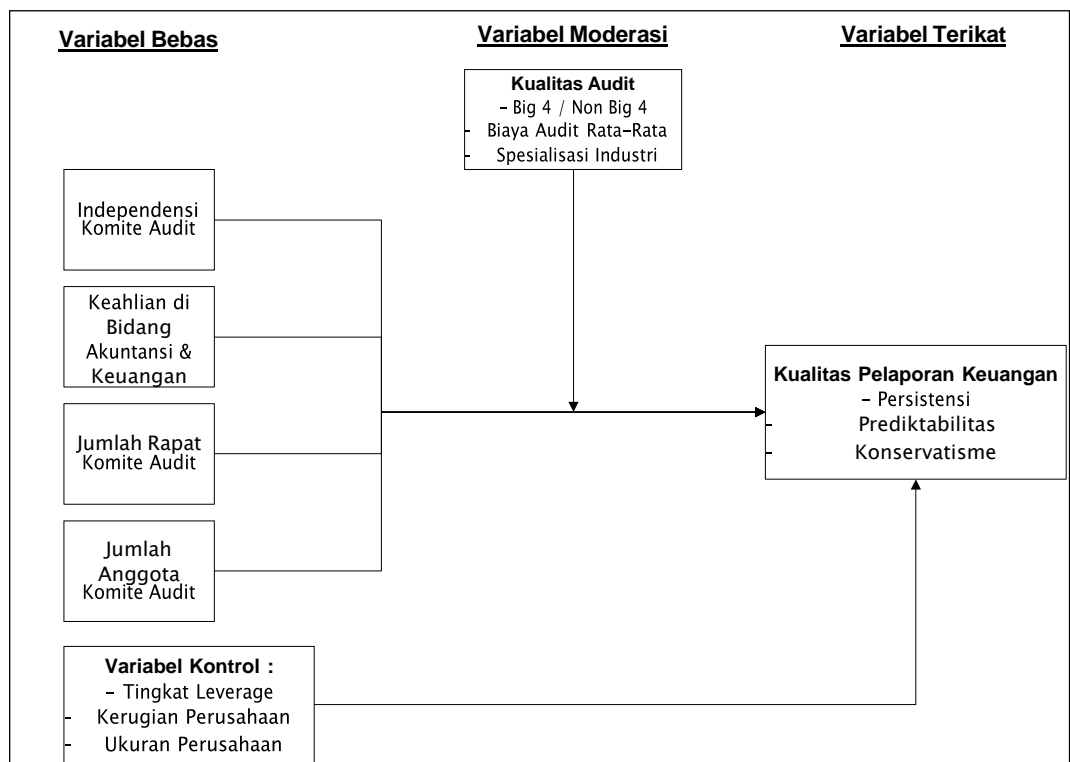 Variabel Bebas
Variabel Moderasi
Variabel Terikat
Kualitas Audit
– Big 4 / Non Big 4
- Biaya Audit Rata-Rata
- Spesialisasi Industri
Independensi
Komite Audit
Keahlian di
Bidang
Akuntansi &
Keuangan
Jumlah Rapat
Komite Audit
Jumlah
Anggota
Komite Audit
Kualitas Pelaporan Keuangan
– Persistensi
- Prediktabilitas
- Konservatisme
Variabel Kontrol :
– Tingkat Leverage
- Kerugian Perusahaan
- Ukuran Perusahaan